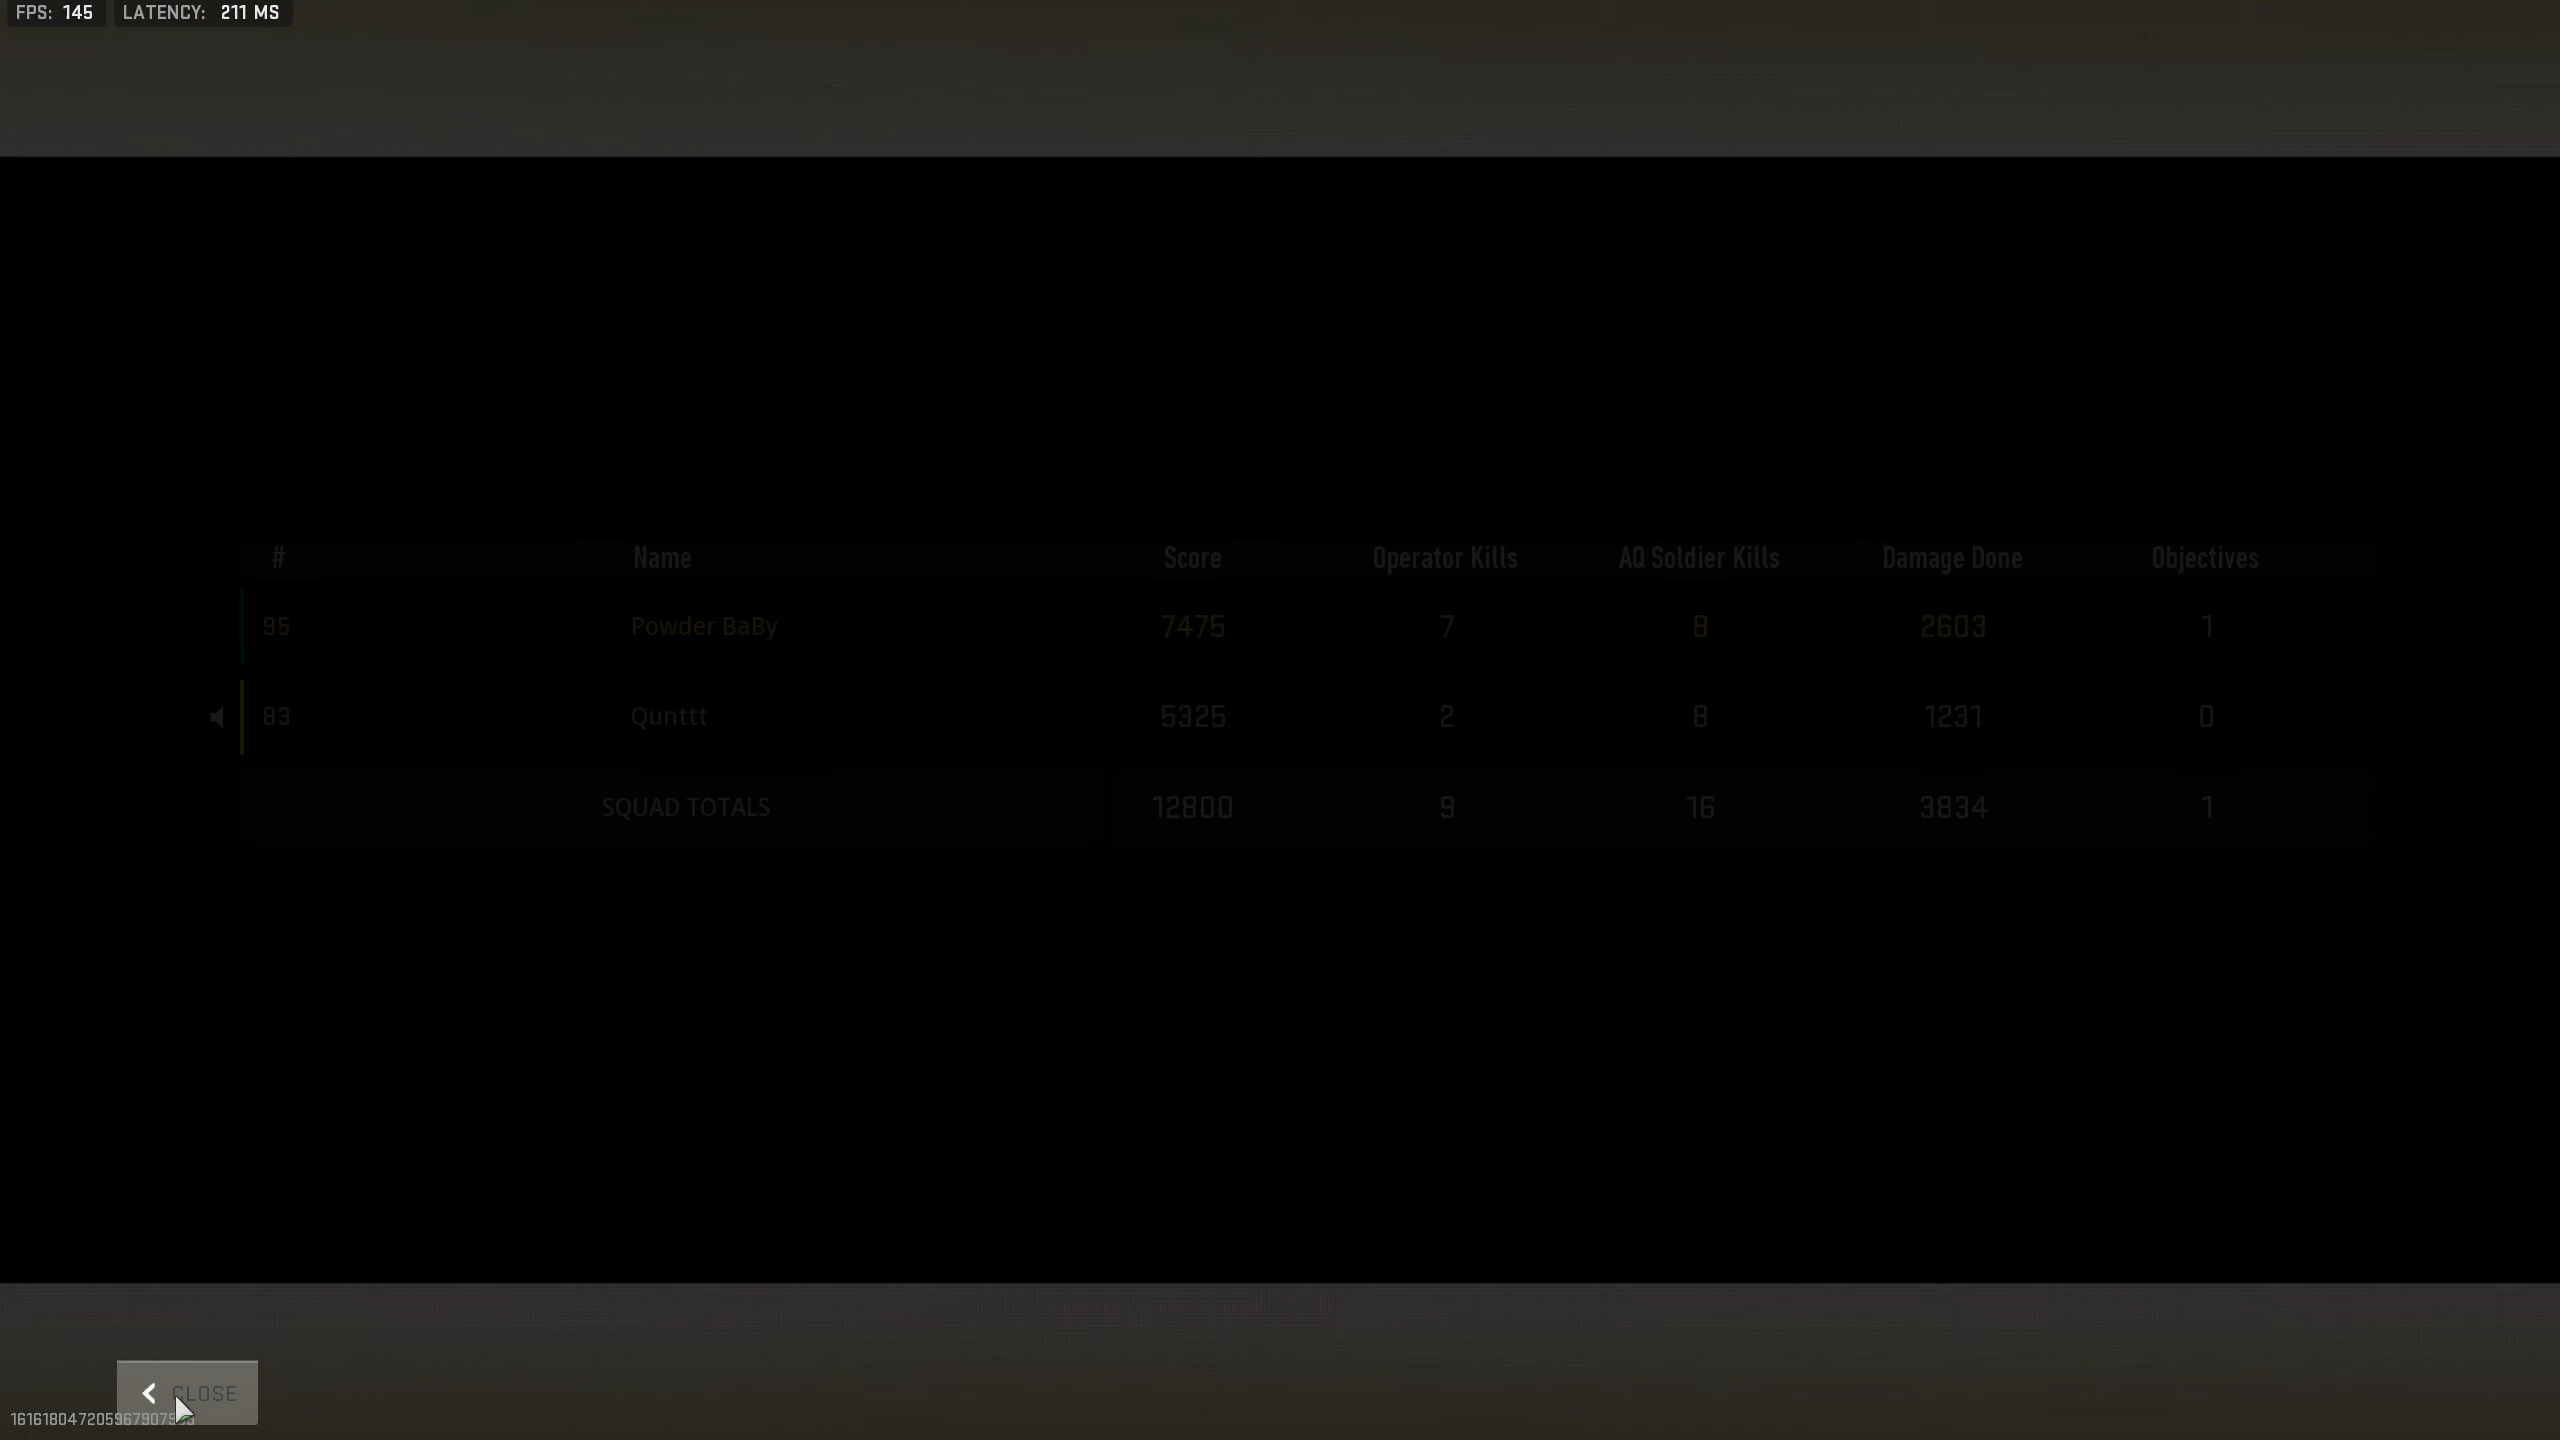 FPS: 145 LATENCY: 211 MS
# Name Score Operator Kills AQ Soldier Kills Damage Done Objectives
95 Powder BaBy 7475 7 8 2603 1
83 Qunttt 5325 2 8 1231 0
SQUAD TOTALS 12800 9 16 3834 1
CLOSE